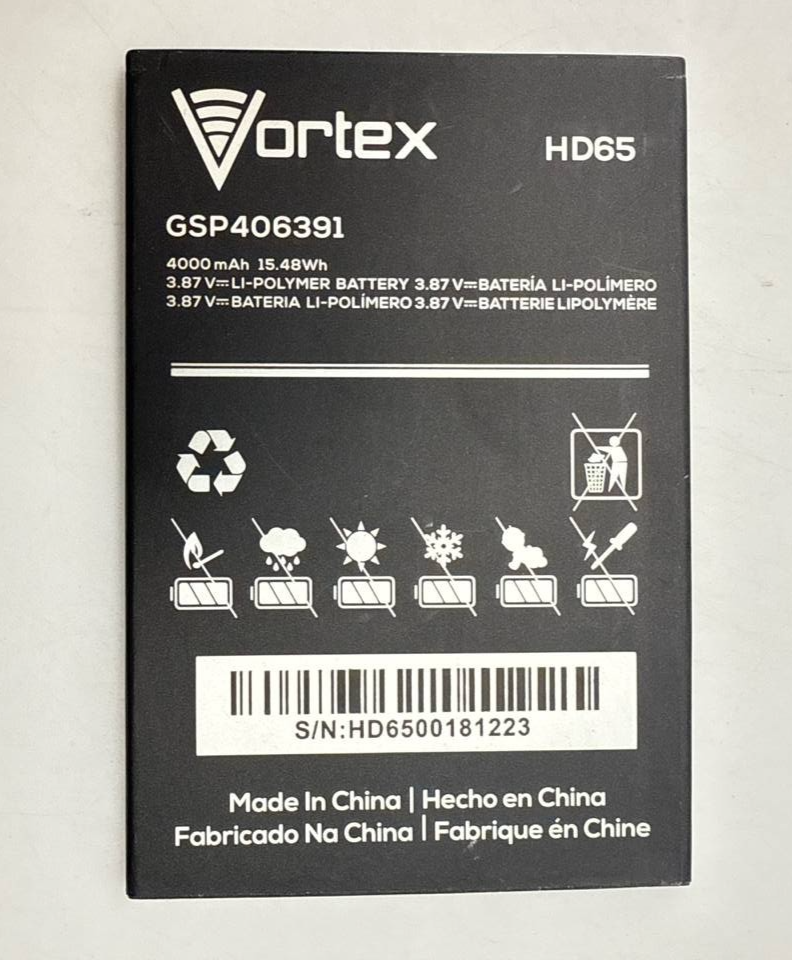 Vortex
HD65
GSP406391
4000 mAh 15.48Wh
3.87 V⎓LI-POLYMER BATTERY 3.87 V⎓BATERÍA LI-POLÍMERO
3.87 V⎓BATERIA LI-POLÍMERO 3.87 V⎓BATTERIE LIPOLYMÈRE
S/N:HD6500181223
Made In China | Hecho en China
Fabricado Na China | Fabrique én Chine